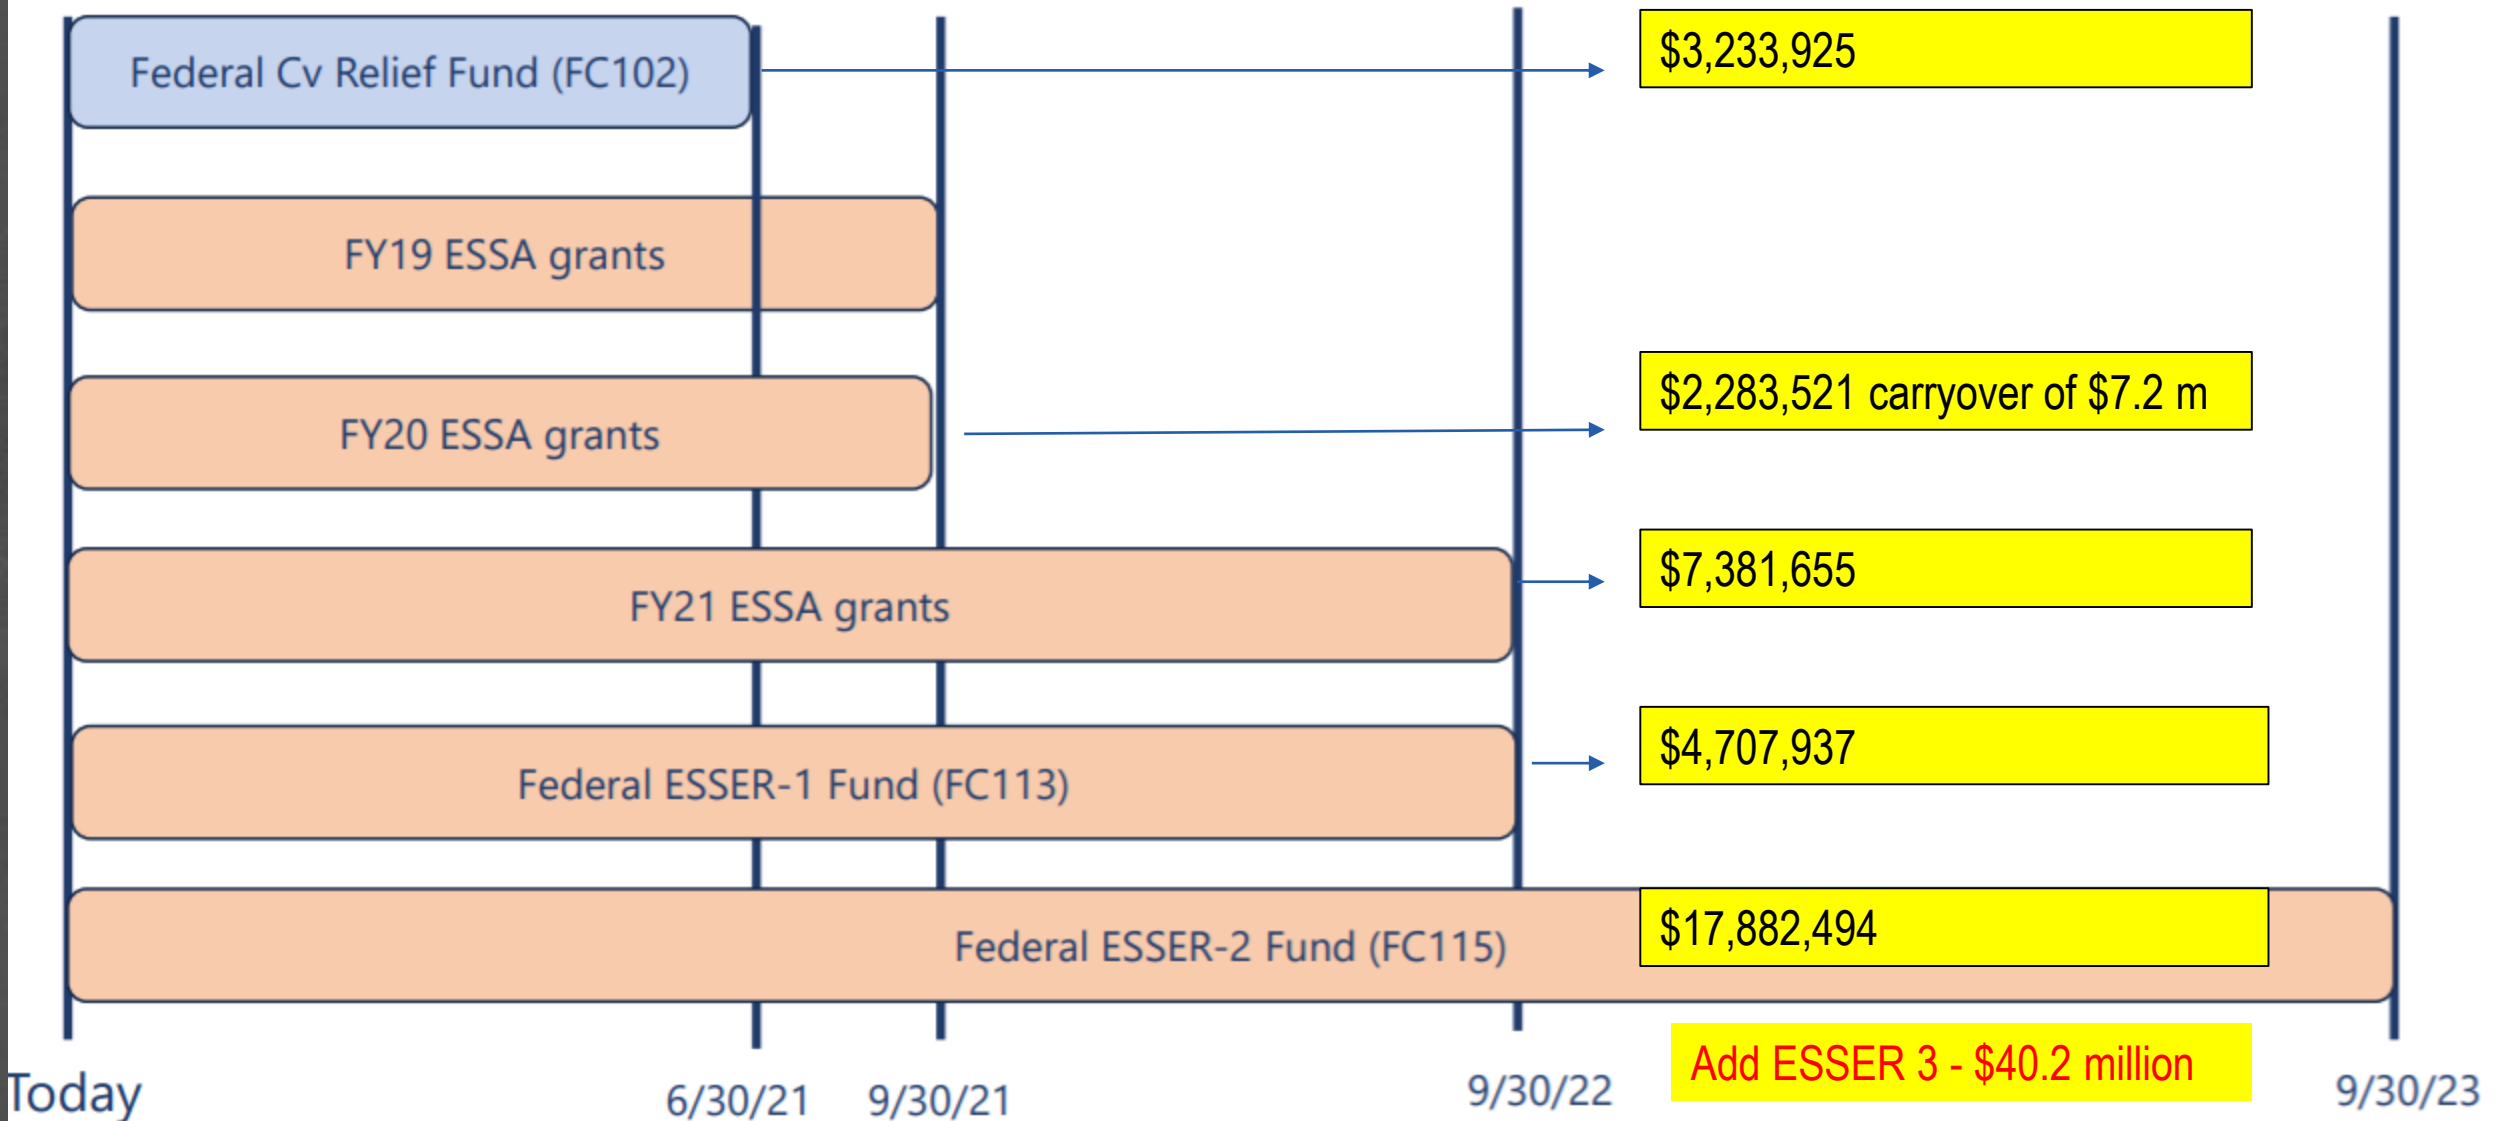 Federal Cv Relief Fund (FC102)
$3,233,925
FY19 ESSA grants
FY20 ESSA grants
$2,283,521 carryover of $7.2 m
FY21 ESSA grants
$7,381,655
Federal ESSER-1 Fund (FC113)
$4,707,937
Federal ESSER-2 Fund (FC115)
$17,882,494
Add ESSER 3 - $40.2 million
Today
6/30/21
9/30/21
9/30/22
9/30/23